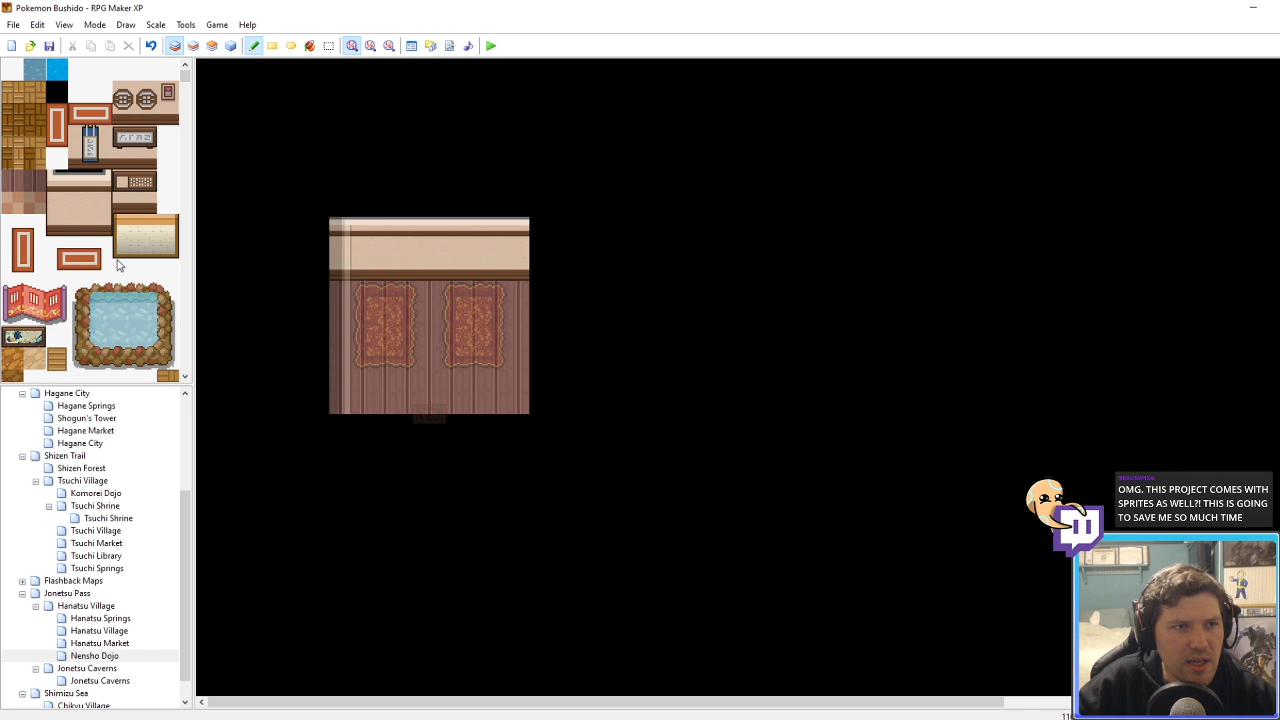 Pokemon Bushido - RPG Maker XP
File Edit View Mode Draw Scale Tools Game Help
Hagane City
Hagane Springs
Shogun's Tower
Hagane Market
Hagane City
Shizen Trail
Shizen Forest
Tsuchi Village
Komorei Dojo
Tsuchi Shrine
Tsuchi Shrine
Tsuchi Village
Tsuchi Market
Tsuchi Library
Tsuchi Springs
Flashback Maps
Jonetsu Pass
Hanatsu Village
Hanatsu Springs
Hanatsu Village
Hanatsu Market
Nensho Dojo
Jonetsu Caverns
Jonetsu Caverns
Shimizu Sea
Chikyu Village
OMG. THIS PROJECT COMES WITH
SPRITES AS WELL?! THIS IS GOING
TO SAVE ME SO MUCH TIME